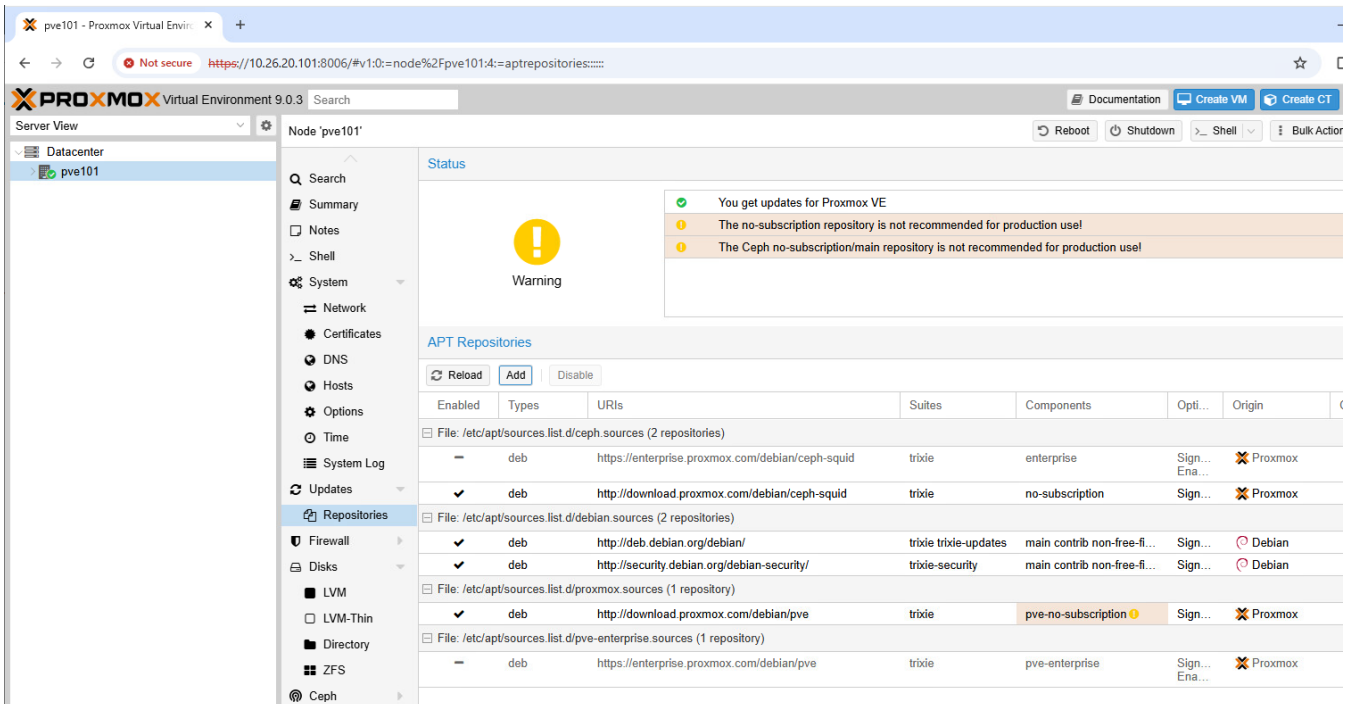 pve101 - Proxmox Virtual Enviro
Not secure https://10.26.20.101:8006/#v1:0:=node%2Fpve101:4:=aptrepositories::::::
PROXMOX Virtual Environment 9.0.3 Search Documentation Create VM Create CT
Server View Node 'pve101' Reboot Shutdown >_ Shell Bulk Action
Datacenter
pve101
Search
Summary
Notes
>_ Shell
System
Network
Certificates
DNS
Hosts
Options
Time
System Log
Updates
Repositories
Firewall
Disks
LVM
LVM-Thin
Directory
ZFS
Ceph
Status
Warning
You get updates for Proxmox VE
The no-subscription repository is not recommended for production use!
The Ceph no-subscription/main repository is not recommended for production use!
APT Repositories
Reload Add Disable
Enabled Types URIs Suites Components Opti... Origin
File: /etc/apt/sources.list.d/ceph.sources (2 repositories)
deb https://enterprise.proxmox.com/debian/ceph-squid trixie enterprise Sign... Proxmox
Ena...
deb http://download.proxmox.com/debian/ceph-squid trixie no-subscription Sign... Proxmox
File: /etc/apt/sources.list.d/debian.sources (2 repositories)
deb http://deb.debian.org/debian/ trixie trixie-updates main contrib non-free-fi... Sign... Debian
deb http://security.debian.org/debian-security/ trixie-security main contrib non-free-fi... Sign... Debian
File: /etc/apt/sources.list.d/proxmox.sources (1 repository)
deb http://download.proxmox.com/debian/pve trixie pve-no-subscription Sign... Proxmox
File: /etc/apt/sources.list.d/pve-enterprise.sources (1 repository)
deb https://enterprise.proxmox.com/debian/pve trixie pve-enterprise Sign... Proxmox
Ena...